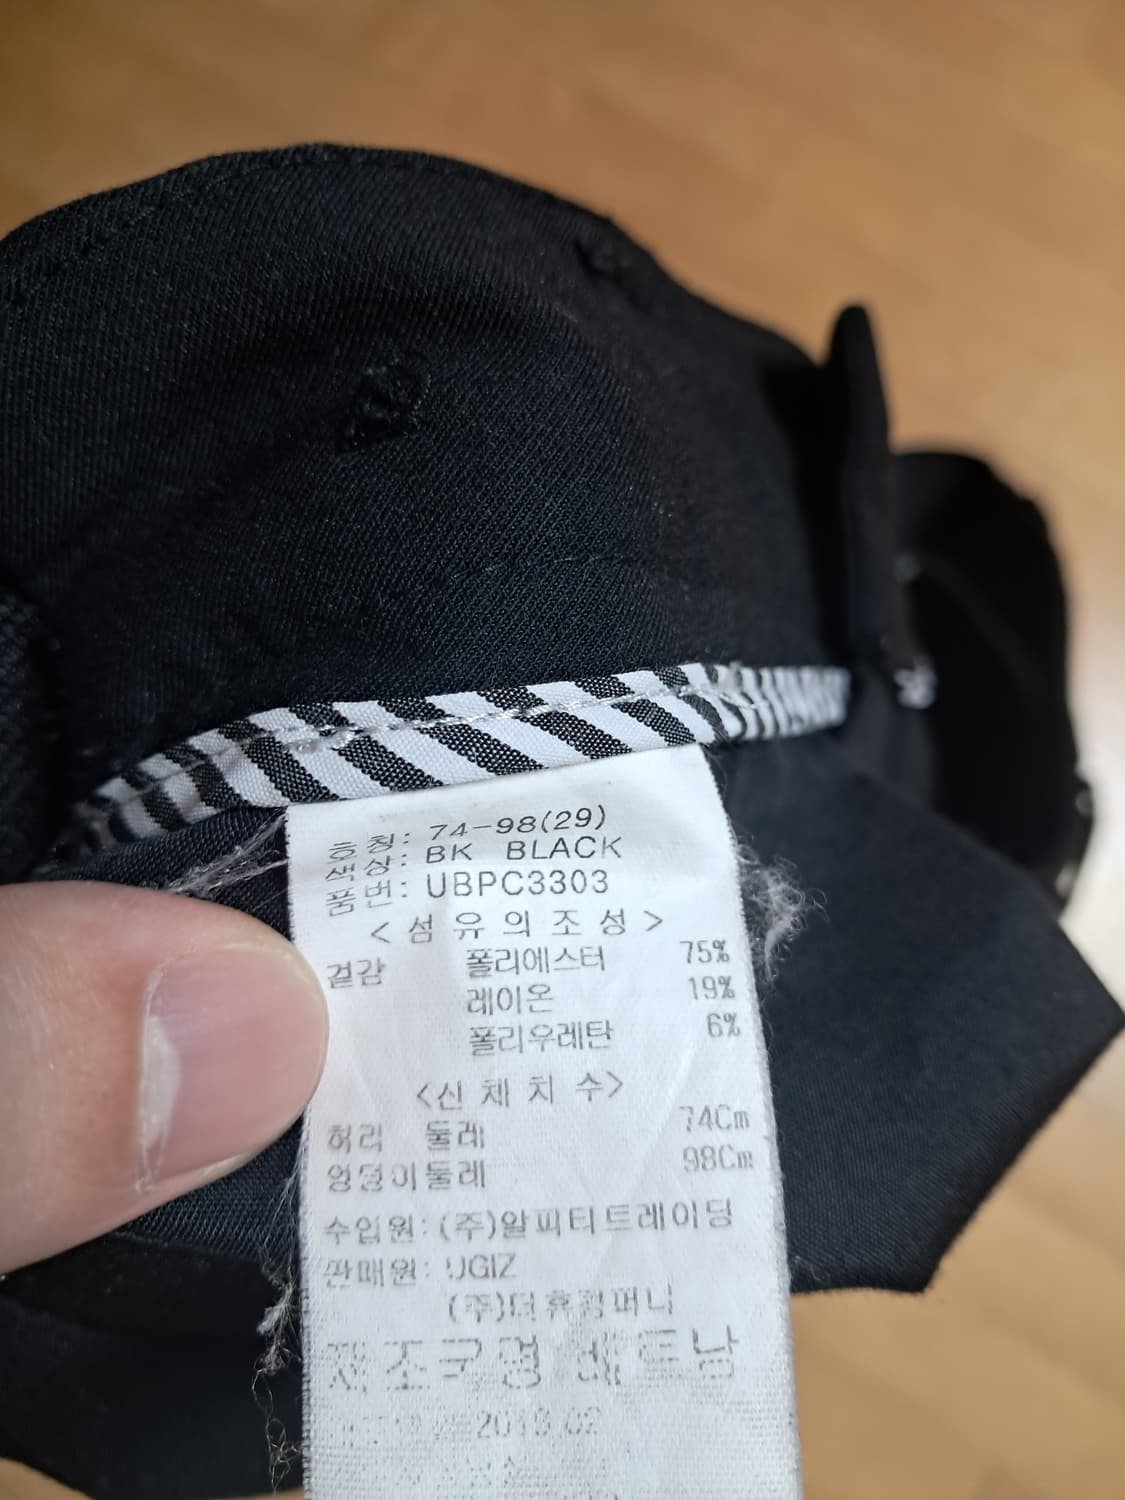 호칭: 74-98(29)
색상: BK BLACK
품번: UBPC3303
<섬유의조성>
겉감 폴리에스터 75%
레이온 19%
폴리우레탄 6%
<신체치수>
허리 둘레 74Cm
엉덩이둘레 98Cm
수입원: (주)알피티트레이딩
판매원: UGIZ
(주)더휴컴퍼니
제조국명 베트남